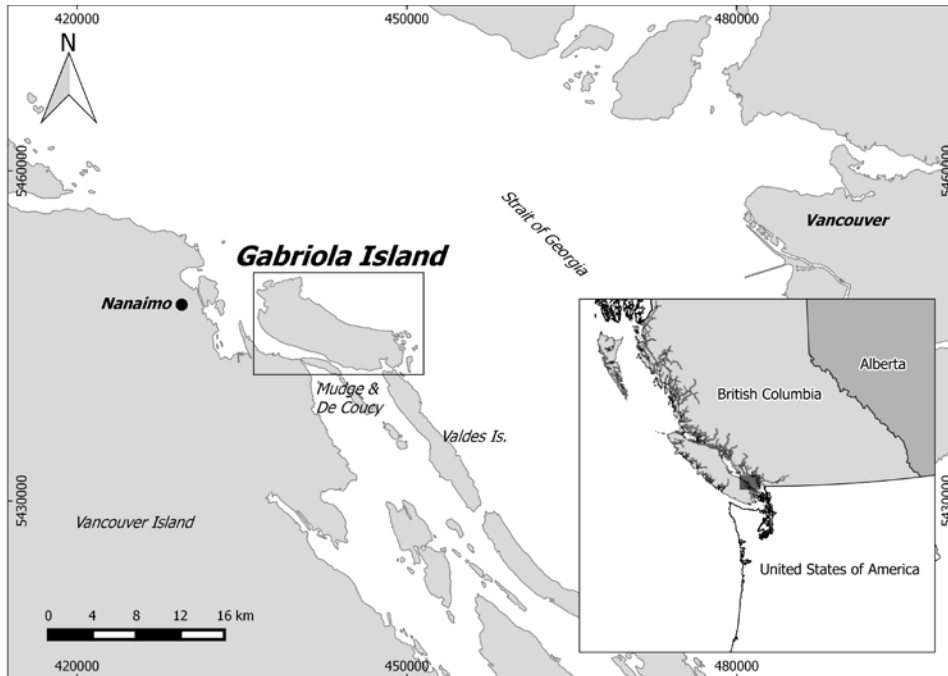 420000
450000
480000
N
5460000
5460000
Strait of Georgia
Vancouver
Gabriola Island
Nanaimo
Mudge &
De Coucy
Valdes Is.
Alberta
British Columbia
5430000
5430000
Vancouver Island
United States of America
0 4 8 12 16 km
420000
450000
480000